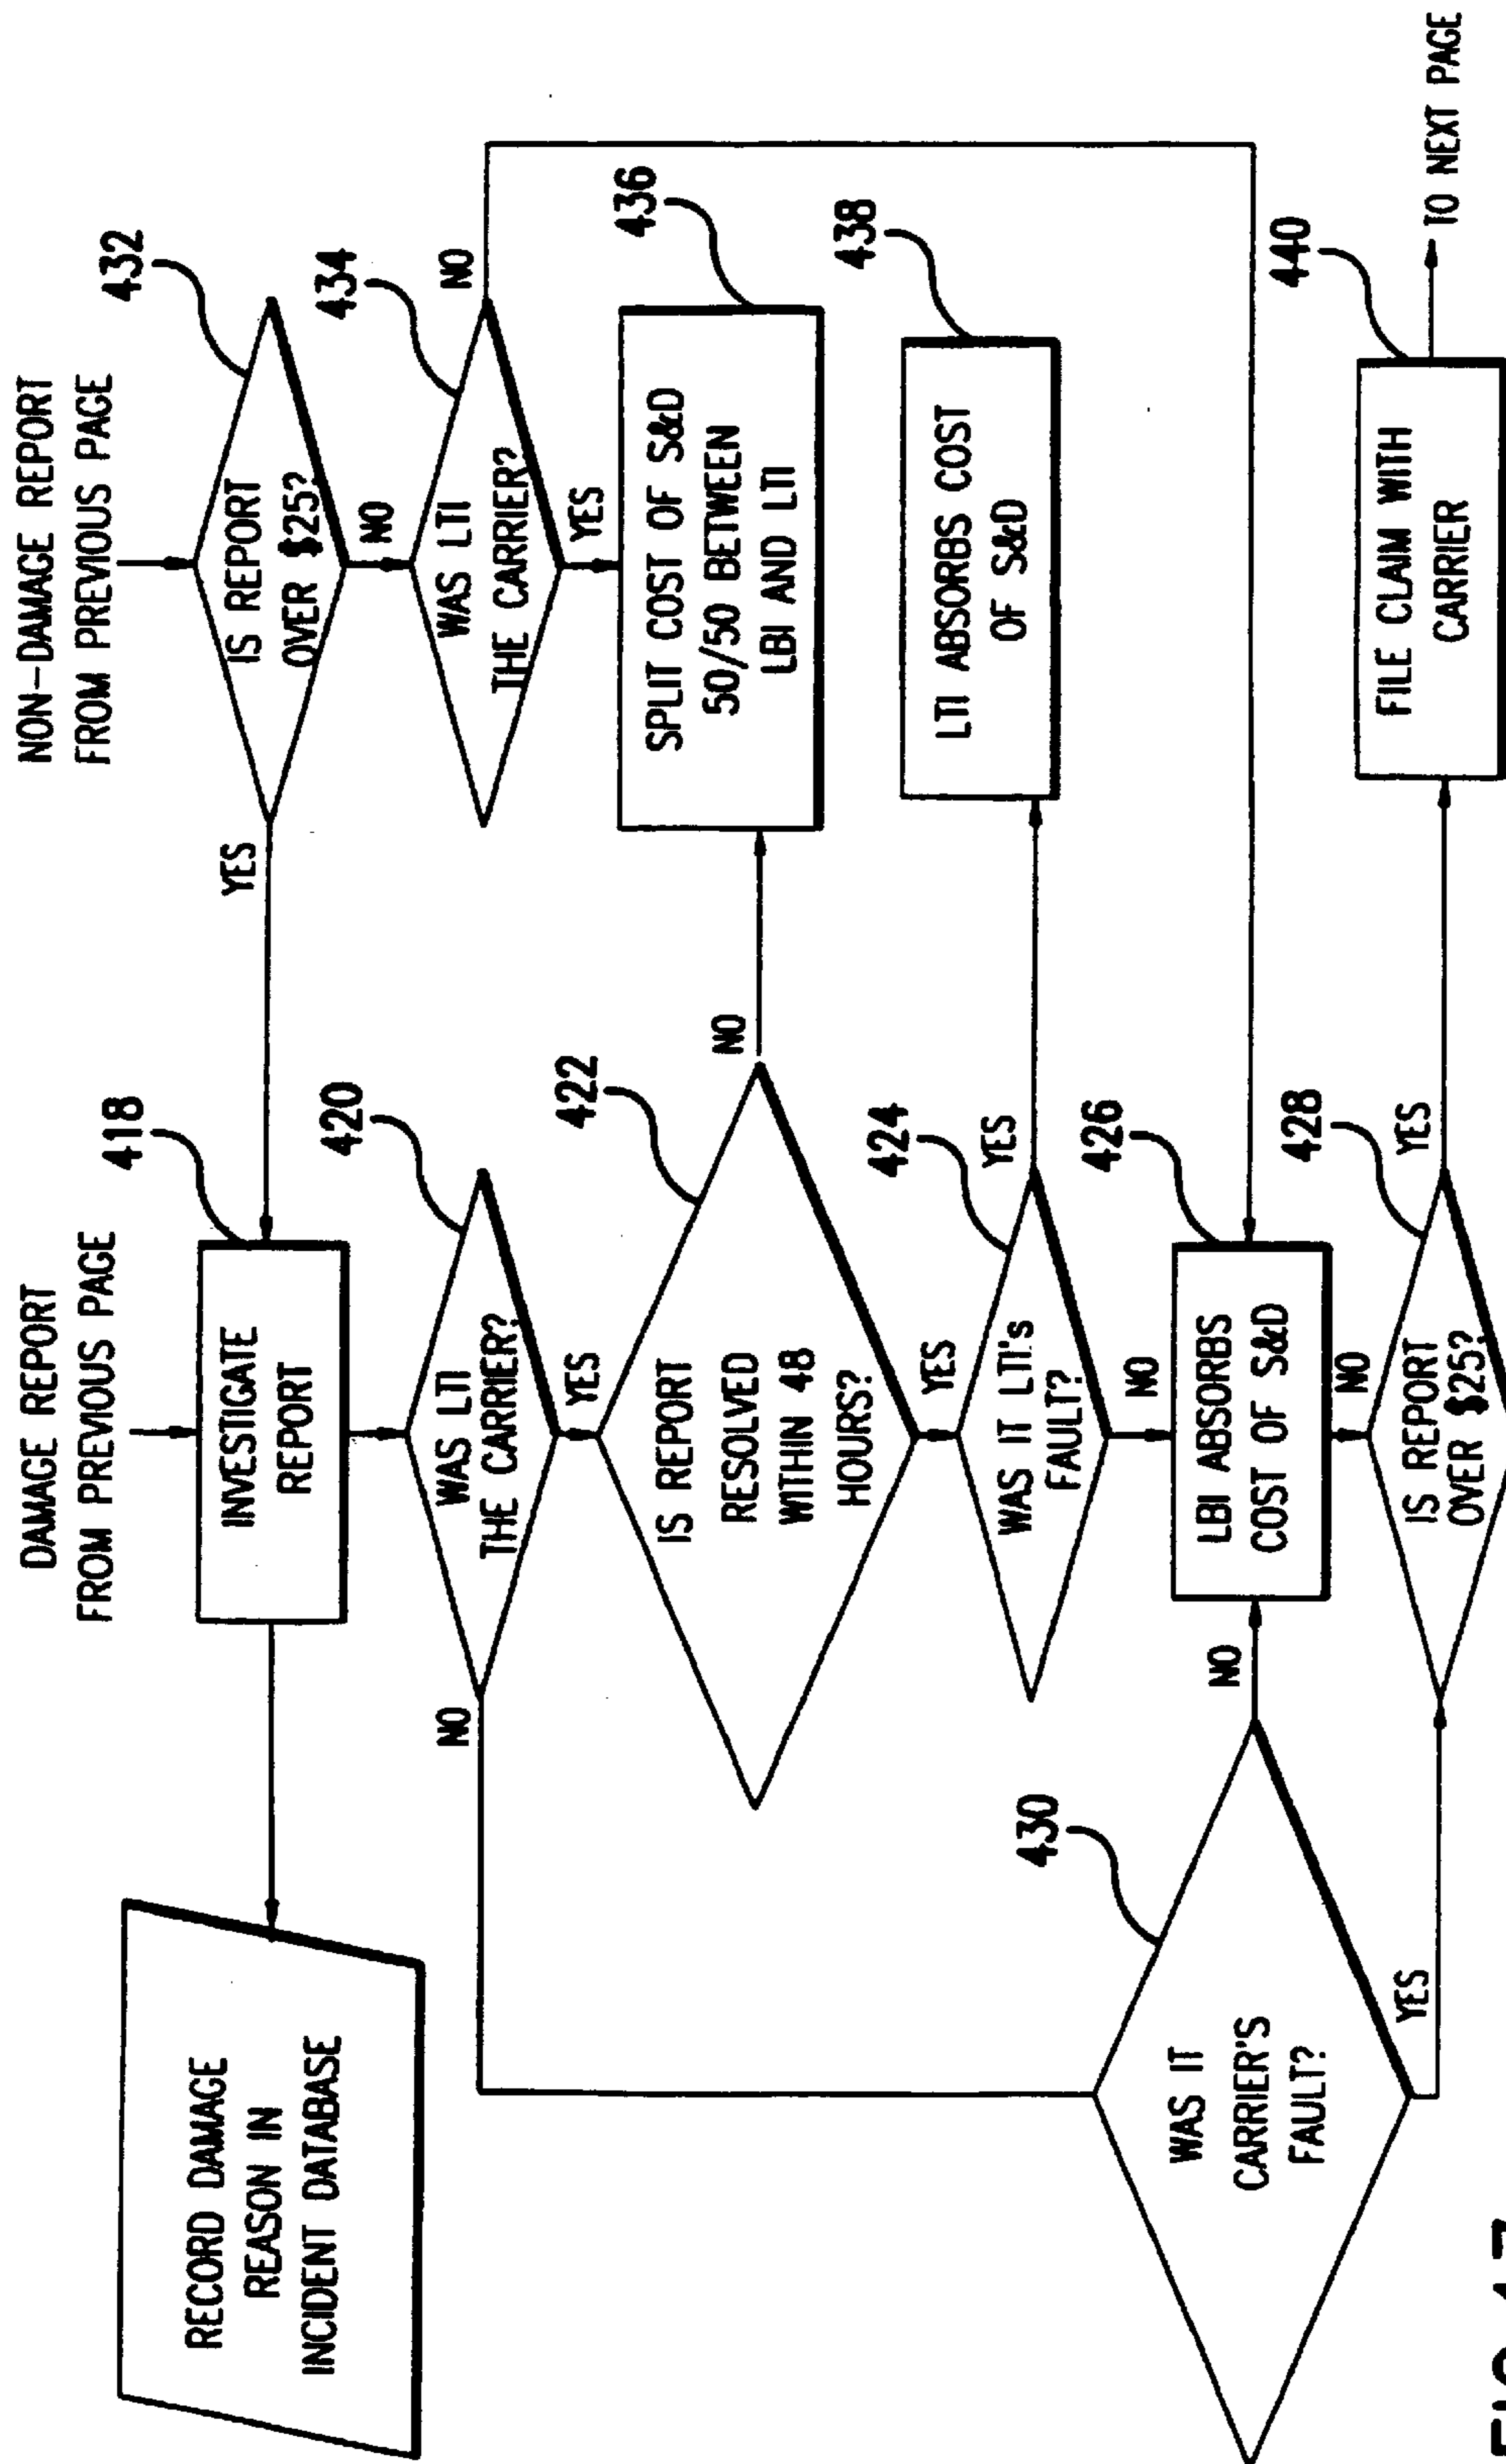 DAMAGE REPORT
FROM PREVIOUS PAGE
NON-DAMAGE REPORT
FROM PREVIOUS PAGE
RECORD DAMAGE
REASON IN
INCIDENT DATABASE
418
INVESTIGATE
REPORT
YES
432
IS REPORT
OVER $25?
NO
420
WAS LTI
THE CARRIER?
NO
YES
434
WAS LTI
THE CARRIER?
NO
YES
422
IS REPORT
RESOLVED
WITHIN 48
HOURS?
NO
YES
436
SPLIT COST OF S&D
50/50 BETWEEN
LBI AND LTI
424
WAS IT LTI's
FAULT?
YES
NO
438
LTI ABSORBS COST
OF S&D
430
WAS IT
CARRIER'S
FAULT?
NO
YES
426
LBI ABSORBS
COST OF S&D
NO
428
IS REPORT
OVER $25?
YES
440
FILE CLAIM WITH
CARRIER
TO NEXT PAGE